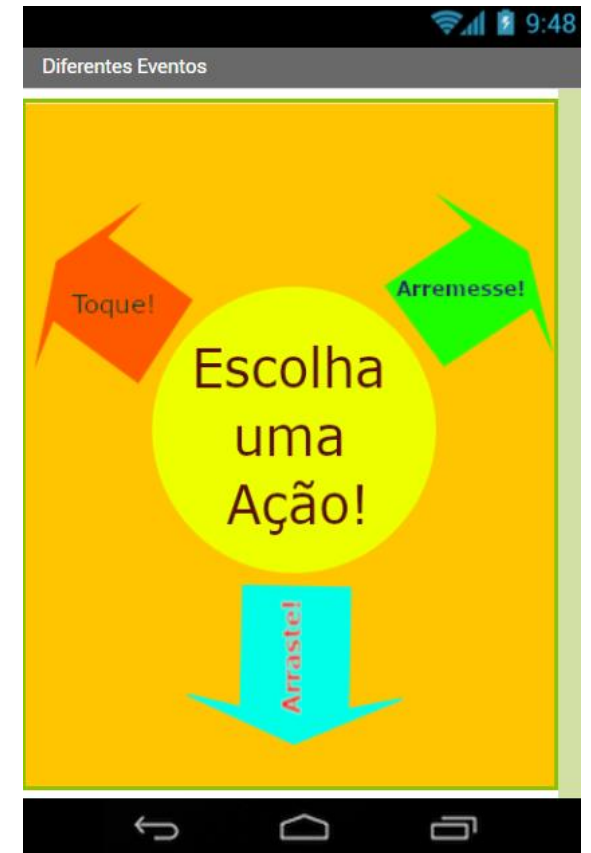 9:48
Diferentes Eventos
Toque!
Arremesse!
Escolha
uma
Ação!
Arraste!